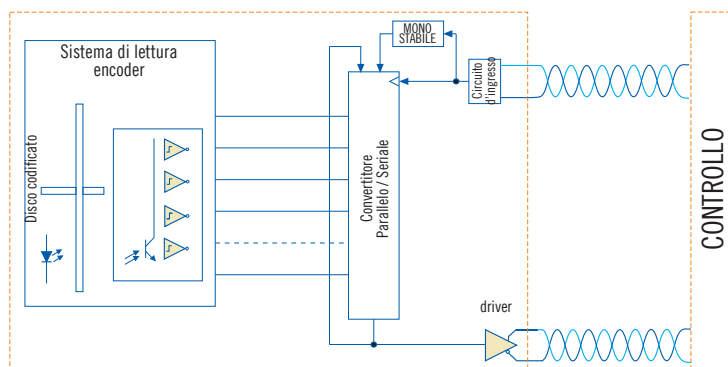 Sistema di lettura
encoder
Disco codificato
MONO
STABILE
Circuito
d'ingresso
Convertitore
Parallelo / Seriale
driver
CONTROLLO